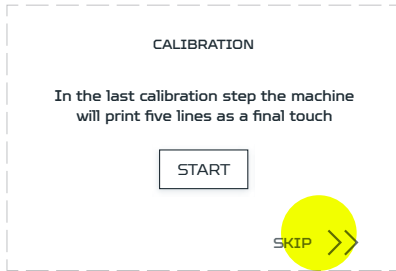 CALIBRATION
In the last calibration step the machine
will print five lines as a final touch
START
SKIP